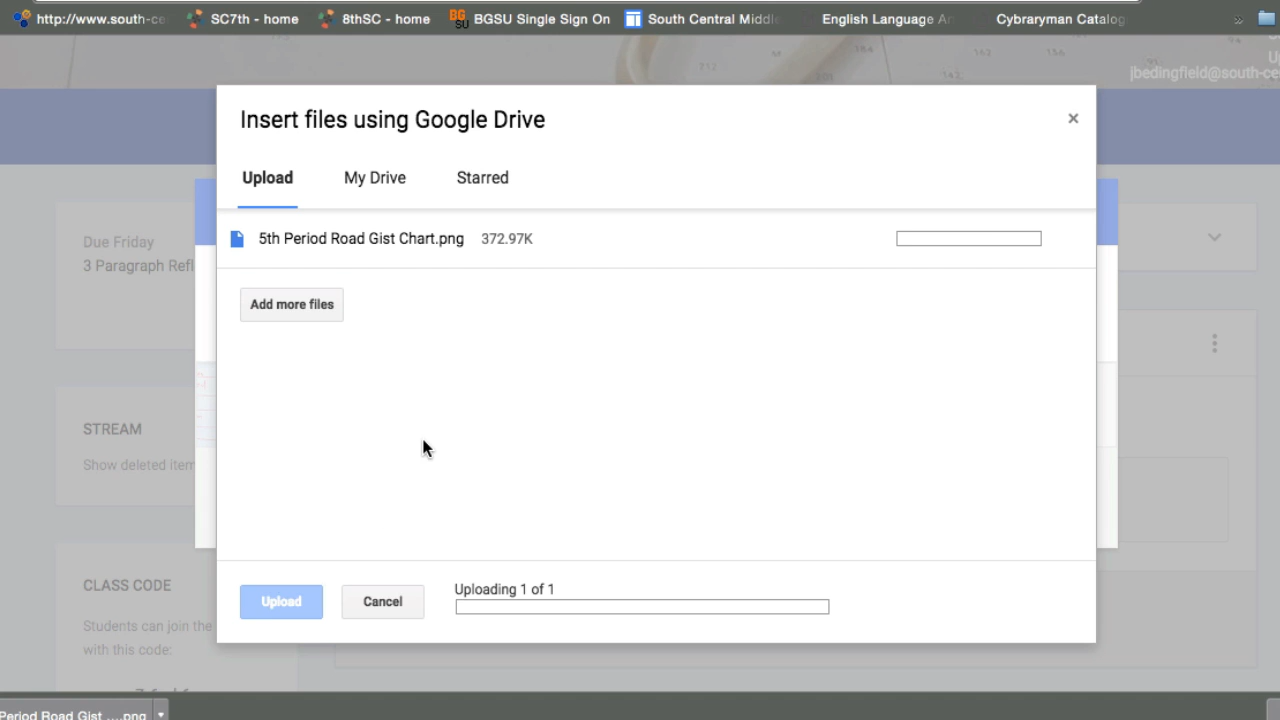 http://www.south-ce
SC7th - home
8thSC - home
BGSU Single Sign On
South Central Middle
English Language Ar
Cybraryman Catalog
»
jbedingfield@south-ce
Insert files using Google Drive
×
Upload
My Drive
Starred
5th Period Road Gist Chart.png
372.97K
Due Friday
3 Paragraph Refl
Add more files
STREAM
Show deleted item
CLASS CODE
Students can join the
with this code:
Upload
Cancel
Uploading 1 of 1
Period Road Gist ....png